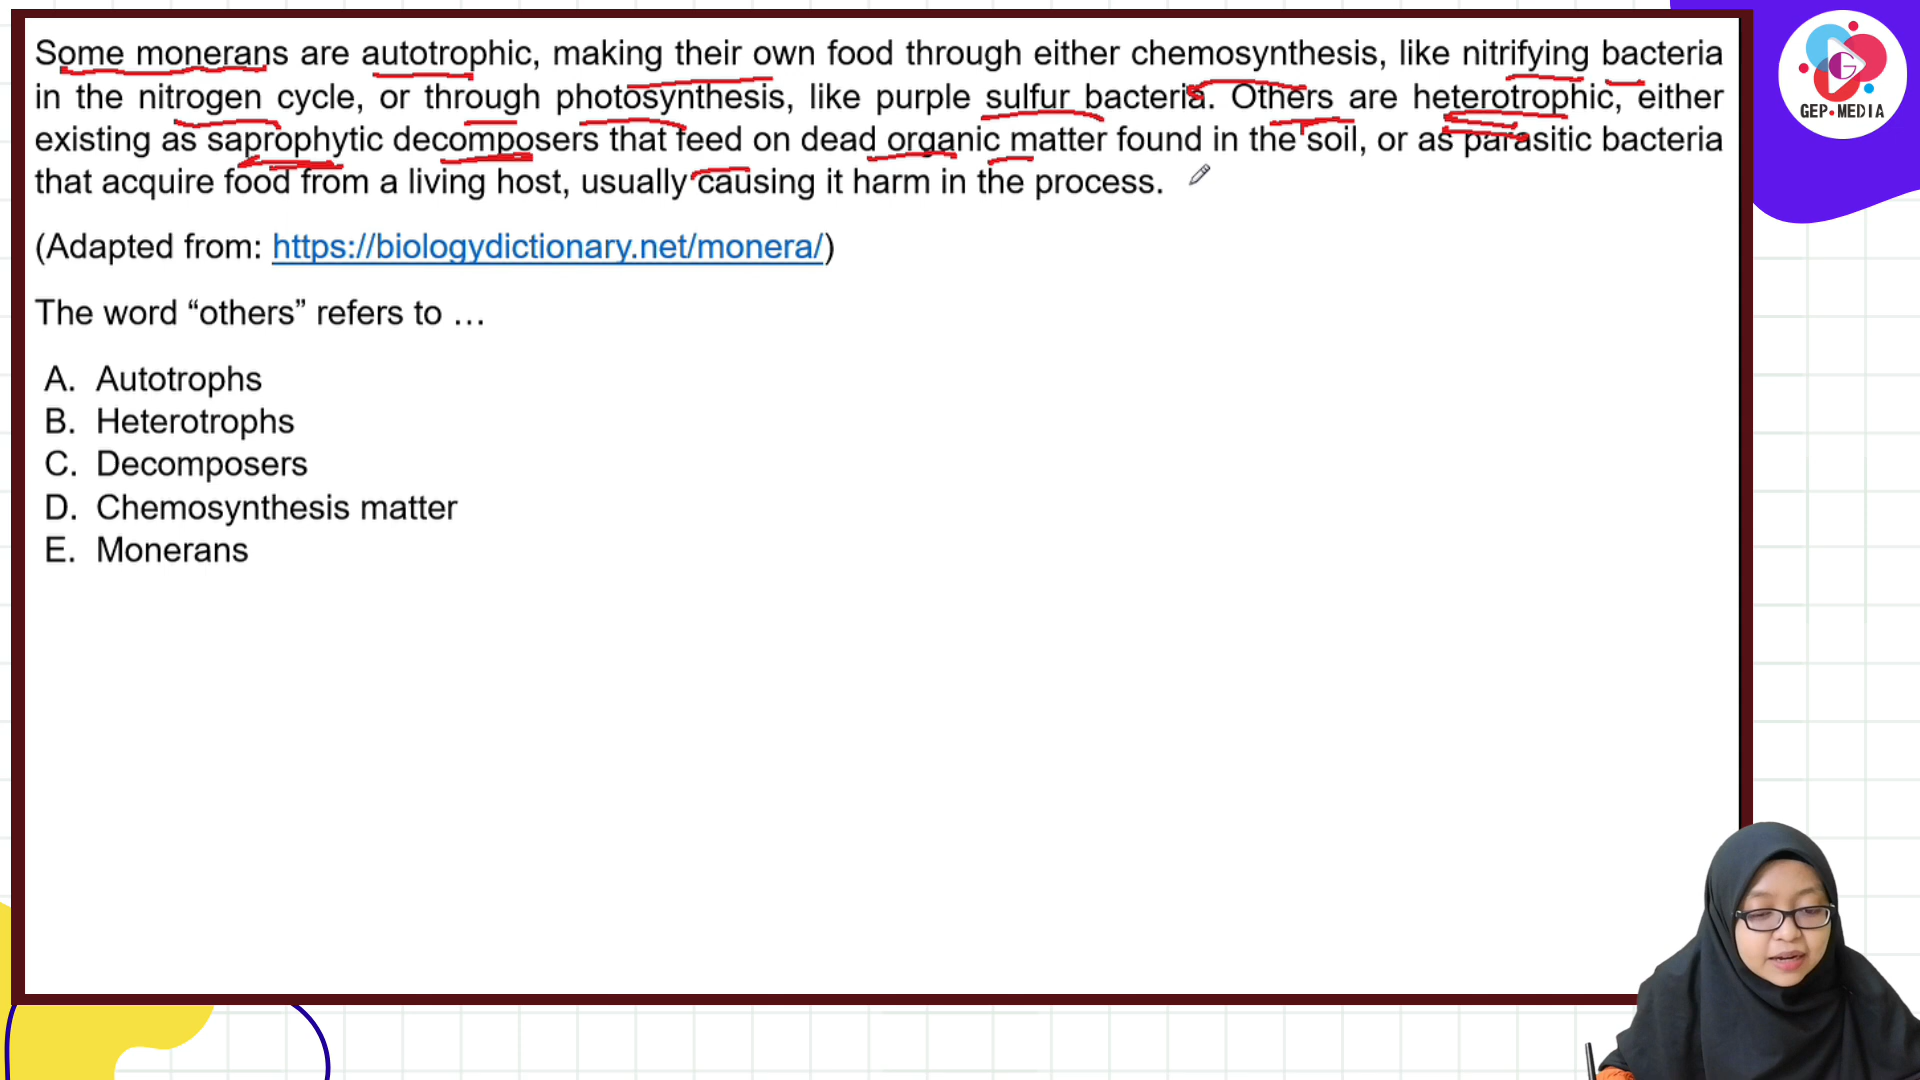 Some monerans are autotrophic, making their own food through either chemosynthesis, like nitrifying bacteria
in the nitrogen cycle, or through photosynthesis, like purple sulfur bacteria. Others are heterotrophic, either
existing as saprophytic decomposers that feed on dead organic matter found in the soil, or as parasitic bacteria
that acquire food from a living host, usually causing it harm in the process.
(Adapted from: https://biologydictionary.net/monera/)
The word “others” refers to …
A. Autotrophs
B. Heterotrophs
C. Decomposers
D. Chemosynthesis matter
E. Monerans
G
GEP•MEDIA